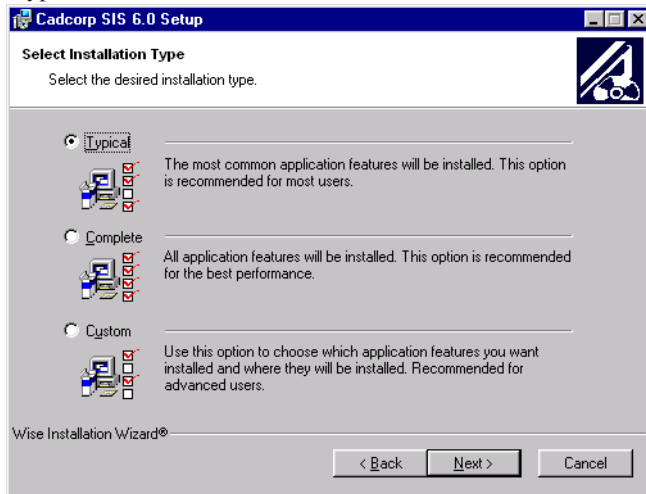 Cadcorp SIS 6.0 Setup
Select Installation Type
Select the desired installation type.
Typical
The most common application features will be installed. This option
is recommended for most users.
Complete
All application features will be installed. This option is recommended
for the best performance.
Custom
Use this option to choose which application features you want
installed and where they will be installed. Recommended for
advanced users.
Wise Installation Wizard®
< Back Next > Cancel